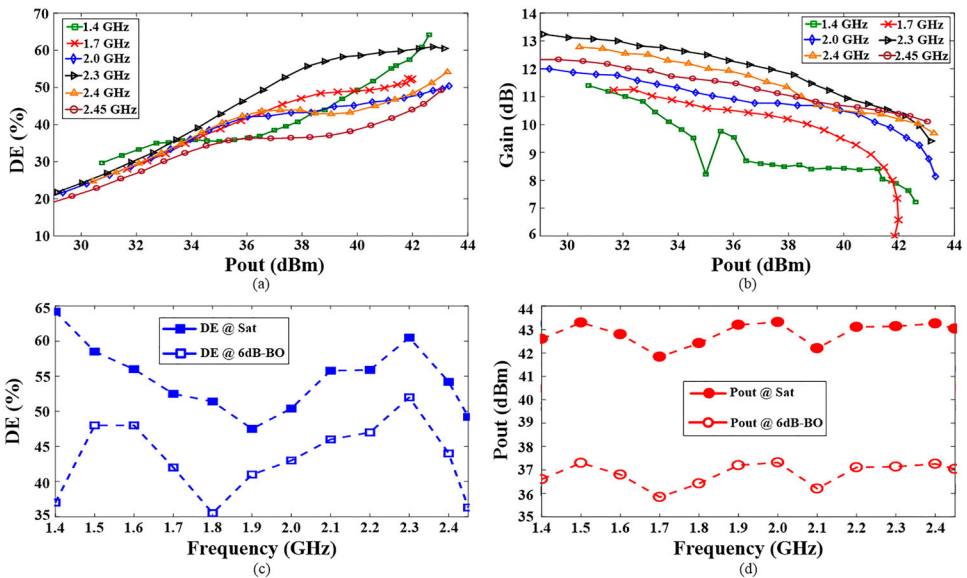 70
60
50
40
30
20
10
DE (%)
1.4 GHz
1.7 GHz
2.0 GHz
2.3 GHz
2.4 GHz
2.45 GHz
30 32 34 36 38 40 42 44
Pout (dBm)
(a)
14
13
12
11
10
9
8
7
6
Gain (dB)
1.4 GHz 1.7 GHz
2.0 GHz 2.3 GHz
2.4 GHz 2.45 GHz
30 32 34 36 38 40 42 44
Pout (dBm)
(b)
65
60
55
50
45
40
35
DE (%)
DE @ Sat
DE @ 6dB-BO
1.4 1.5 1.6 1.7 1.8 1.9 2.0 2.1 2.2 2.3 2.4
Frequency (GHz)
(c)
44
43
42
41
40
39
38
37
36
35
Pout (dBm)
Pout @ Sat
Pout @ 6dB-BO
1.4 1.5 1.6 1.7 1.8 1.9 2.0 2.1 2.2 2.3 2.4
Frequency (GHz)
(d)